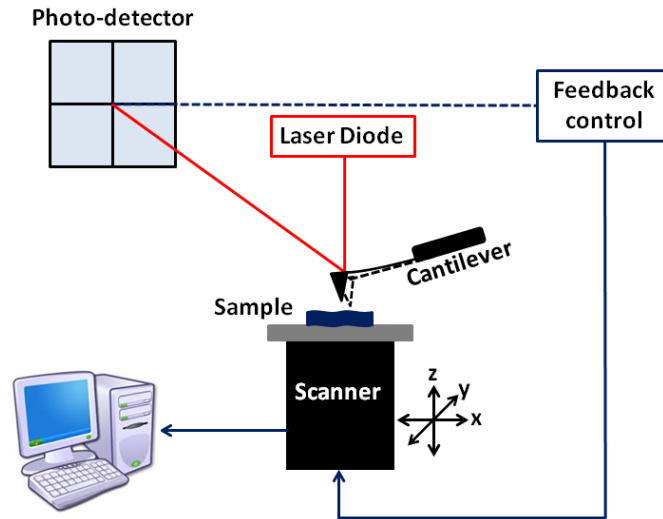 Photo-detector
Feedback
control
Laser Diode
Cantilever
Sample
Scanner
z
y
x